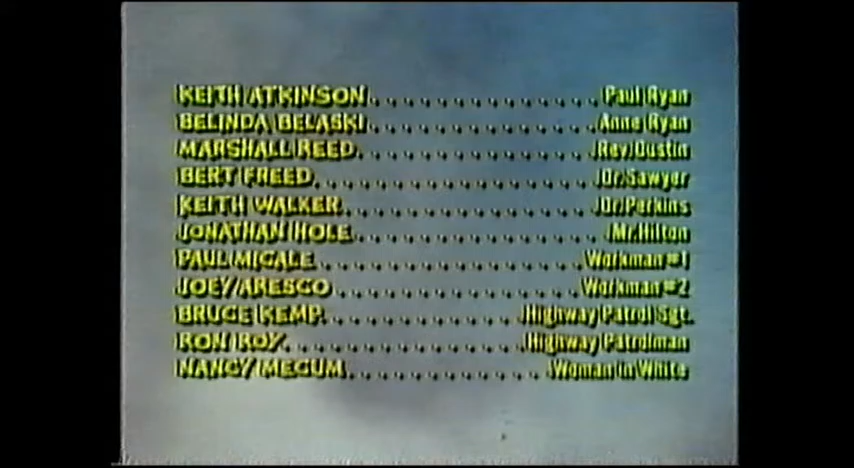 KEITH ATKINSON. . . . . . . . . . . . . . Paul Ryan
BELINDA BELASKI. . . . . . . . . . . . . . Anne Ryan
MARSHALL REED. . . . . . . . . . . . . . Rev. Dustin
BERT FREED. . . . . . . . . . . . . . . . . Dr. Sawyer
KEITH WALKER. . . . . . . . . . . . . . . Dr. Perkins
JONATHAN HOLE. . . . . . . . . . . . . . . Mr. Hilton
PAUL MICALE. . . . . . . . . . . . . . . . Workman #1
JOEY ARESCO. . . . . . . . . . . . . . . Workman #2
BRUCE KEMP. . . . . . . . . . . . Highway Patrol Sgt.
RON ROY. . . . . . . . . . . . . . Highway Patrolman
NANCY MEGUM. . . . . . . . . . . . Woman in White